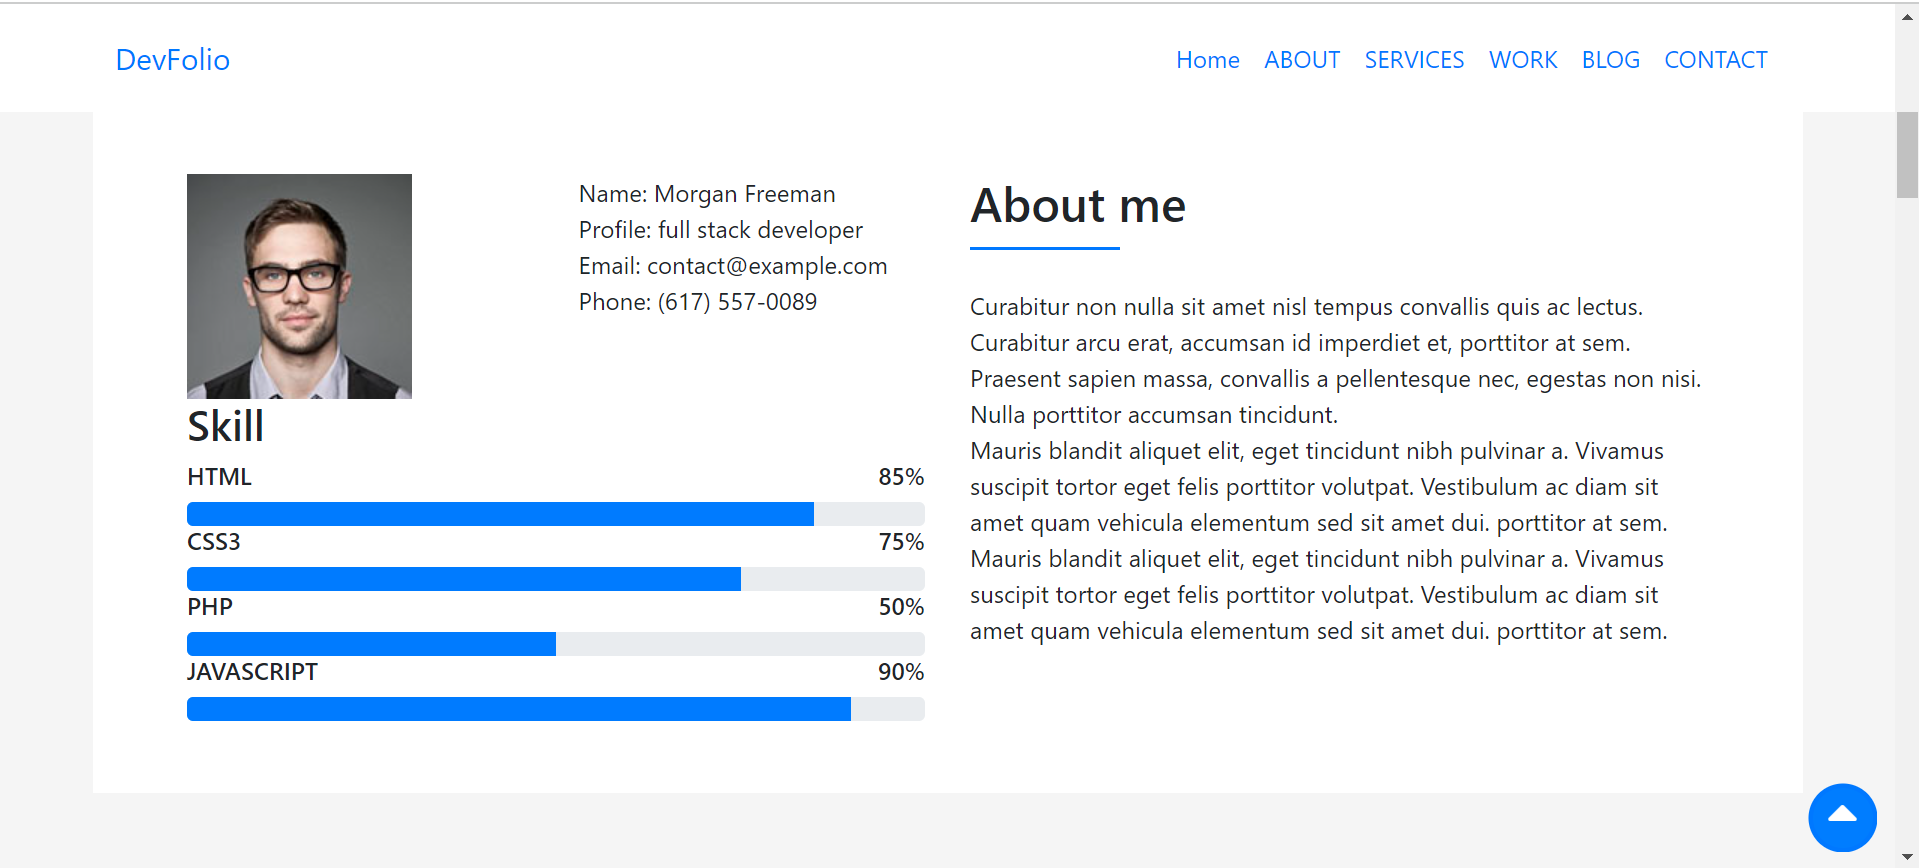 DevFolio
Home ABOUT SERVICES WORK BLOG CONTACT
Name: Morgan Freeman
Profile: full stack developer
Email: contact@example.com
Phone: (617) 557-0089
Skill
HTML 85%
CSS3 75%
PHP 50%
JAVASCRIPT 90%
About me
Curabitur non nulla sit amet nisl tempus convallis quis ac lectus.
Curabitur arcu erat, accumsan id imperdiet et, porttitor at sem.
Praesent sapien massa, convallis a pellentesque nec, egestas non nisi.
Nulla porttitor accumsan tincidunt.
Mauris blandit aliquet elit, eget tincidunt nibh pulvinar a. Vivamus
suscipit tortor eget felis porttitor volutpat. Vestibulum ac diam sit
amet quam vehicula elementum sed sit amet dui. porttitor at sem.
Mauris blandit aliquet elit, eget tincidunt nibh pulvinar a. Vivamus
suscipit tortor eget felis porttitor volutpat. Vestibulum ac diam sit
amet quam vehicula elementum sed sit amet dui. porttitor at sem.